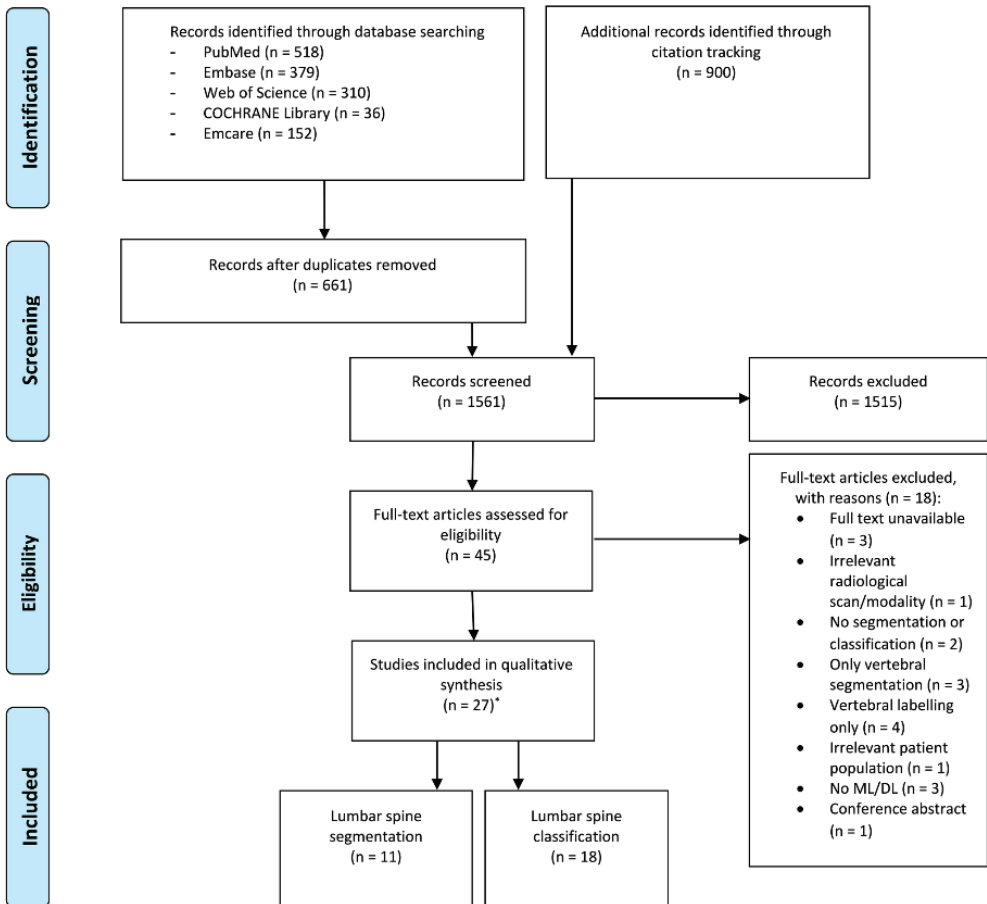 Identification
Records identified through database searching
- PubMed (n = 518)
- Embase (n = 379)
- Web of Science (n = 310)
- COCHRANE Library (n = 36)
- Emcare (n = 152)
Additional records identified through
citation tracking
(n = 900)
Screening
Records after duplicates removed
(n = 661)
Records screened
(n = 1561)
Records excluded
(n = 1515)
Eligibility
Full-text articles assessed for
eligibility
(n = 45)
Full-text articles excluded,
with reasons (n = 18):
● Full text unavailable
(n = 3)
● Irrelevant
radiological
scan/modality (n = 1)
● No segmentation or
classification (n = 2)
● Only vertebral
segmentation (n = 3)
● Vertebral labelling
only (n = 4)
● Irrelevant patient
population (n = 1)
● No ML/DL (n = 3)
● Conference abstract
(n = 1)
Studies included in qualitative
synthesis
(n = 27)*
Included
Lumbar spine
segmentation
(n = 11)
Lumbar spine
classification
(n = 18)